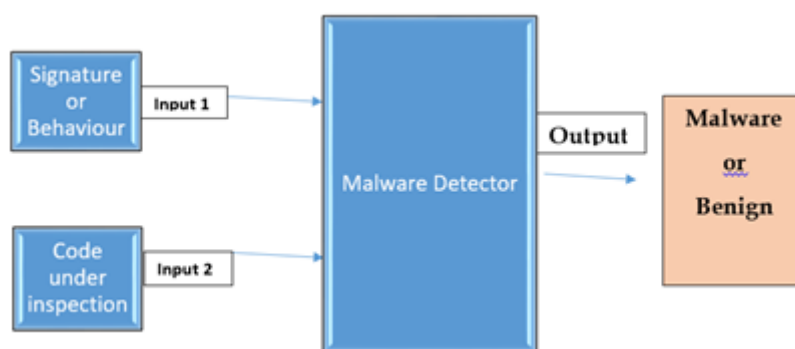 Signature
or
Behaviour
Input 1
Code
under
inspection
Input 2
Malware Detector
Output
Malware
or
Benign